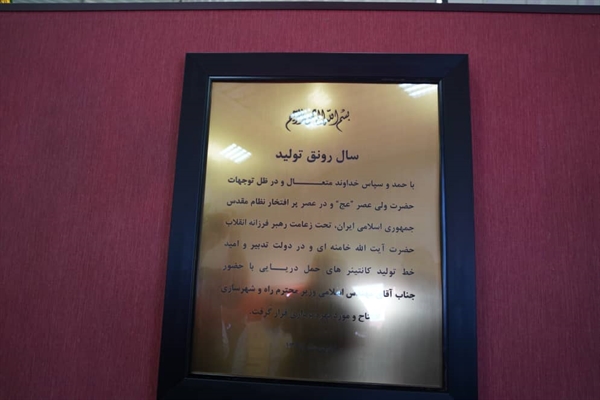 بسم الله الرحمن الرحیم
سال رونق تولید
با حمد و سپاس خداوند متعال و در ظل توجهات
حضرت ولی عصر "عج" و در عصر پر افتخار نظام مقدس
جمهوری اسلامی ایران، تحت زعامت رهبر فرزانه انقلاب
حضرت آیت الله خامنه ای و در دولت تدبیر و امید
خط تولید کانتینر های حمل دریایی با حضور
جناب آقای اسلامی وزیر محترم راه و شهرسازی
و مورد قرار گرفت.